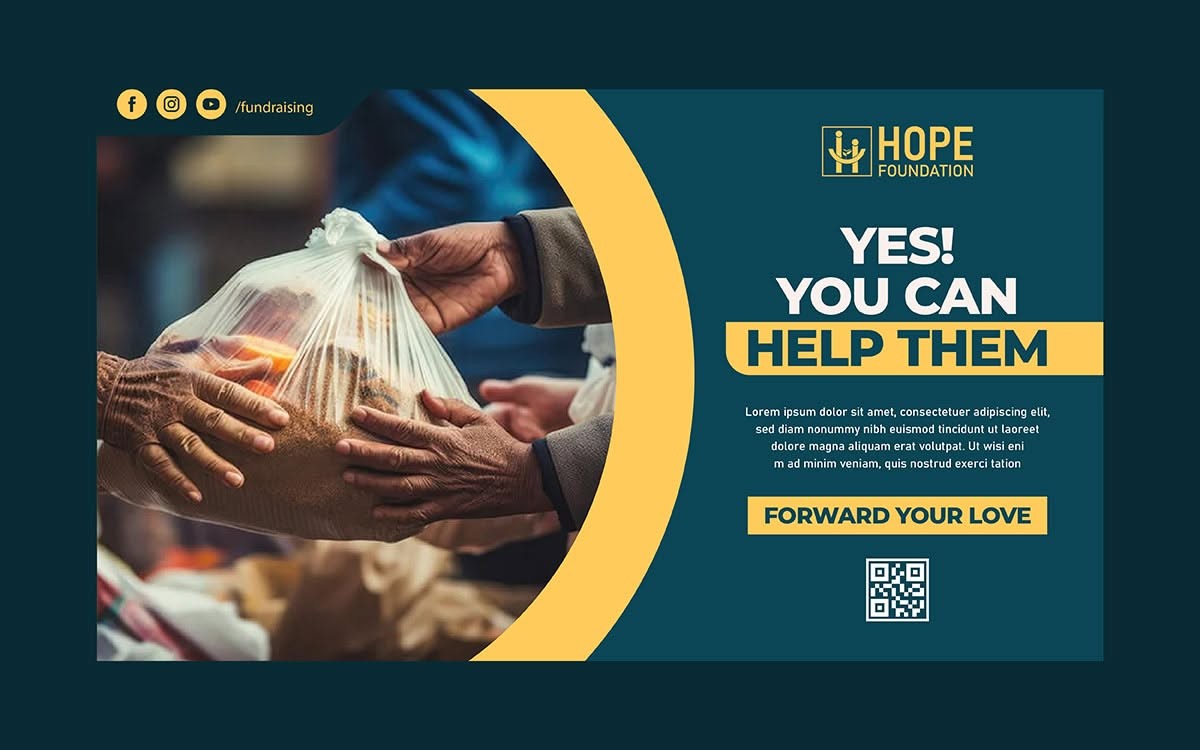 /fundraising
HOPE
FOUNDATION
YES!
YOU CAN
HELP THEM
Lorem ipsum dolor sit amet, consectetuer adipiscing elit,
sed diam nonummy nibh euismod tincidunt ut laoreet
dolore magna aliquam erat volutpat. Ut wisi eni
m ad minim veniam, quis nostrud exerci tation
FORWARD YOUR LOVE